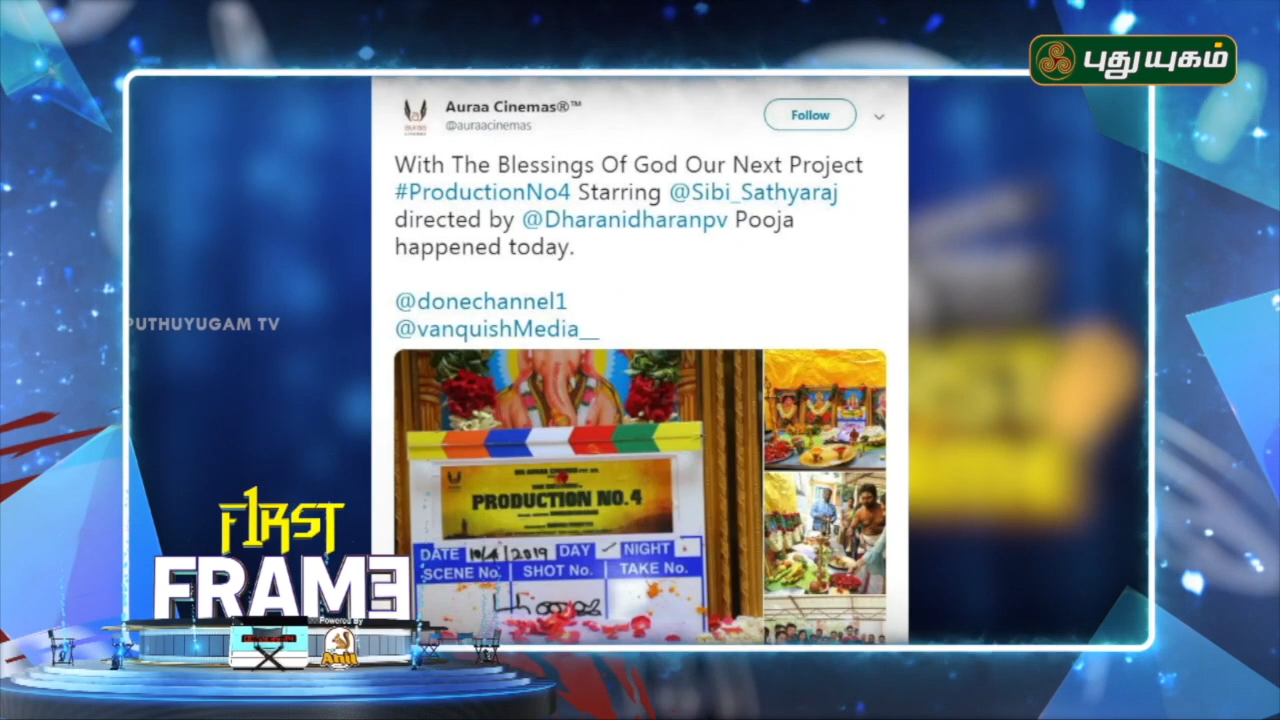 புதுயுகம்
Auraa Cinemas®™
@auraacinemas
Follow
With The Blessings Of God Our Next Project
#ProductionNo4 Starring @Sibi_Sathyaraj
directed by @Dharanidharanpv Pooja
happened today.
@donechannel1
@vanquishMedia__
PUTHUYUGAM TV
PRODUCTION NO.4
DATE 10/4/2019 DAY ✓ NIGHT
SCENE No. SHOT No. TAKE No.
F1RST
FRAME
Powered By
Anil